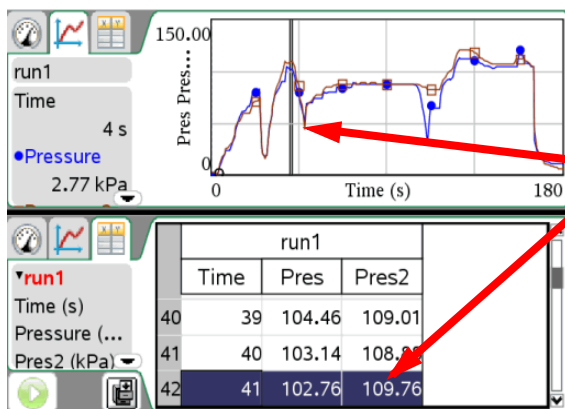 150.00
run1
Time
4 s
Pressure
2.77 kPa
Pres Pres...
0
0
Time (s)
180
run1
Time Pres Pres2
▾run1
Time (s)
Pressure (...
Pres2 (kPa)
40 39 104.46 109.01
41 40 103.14
42 41 102.76 109.76